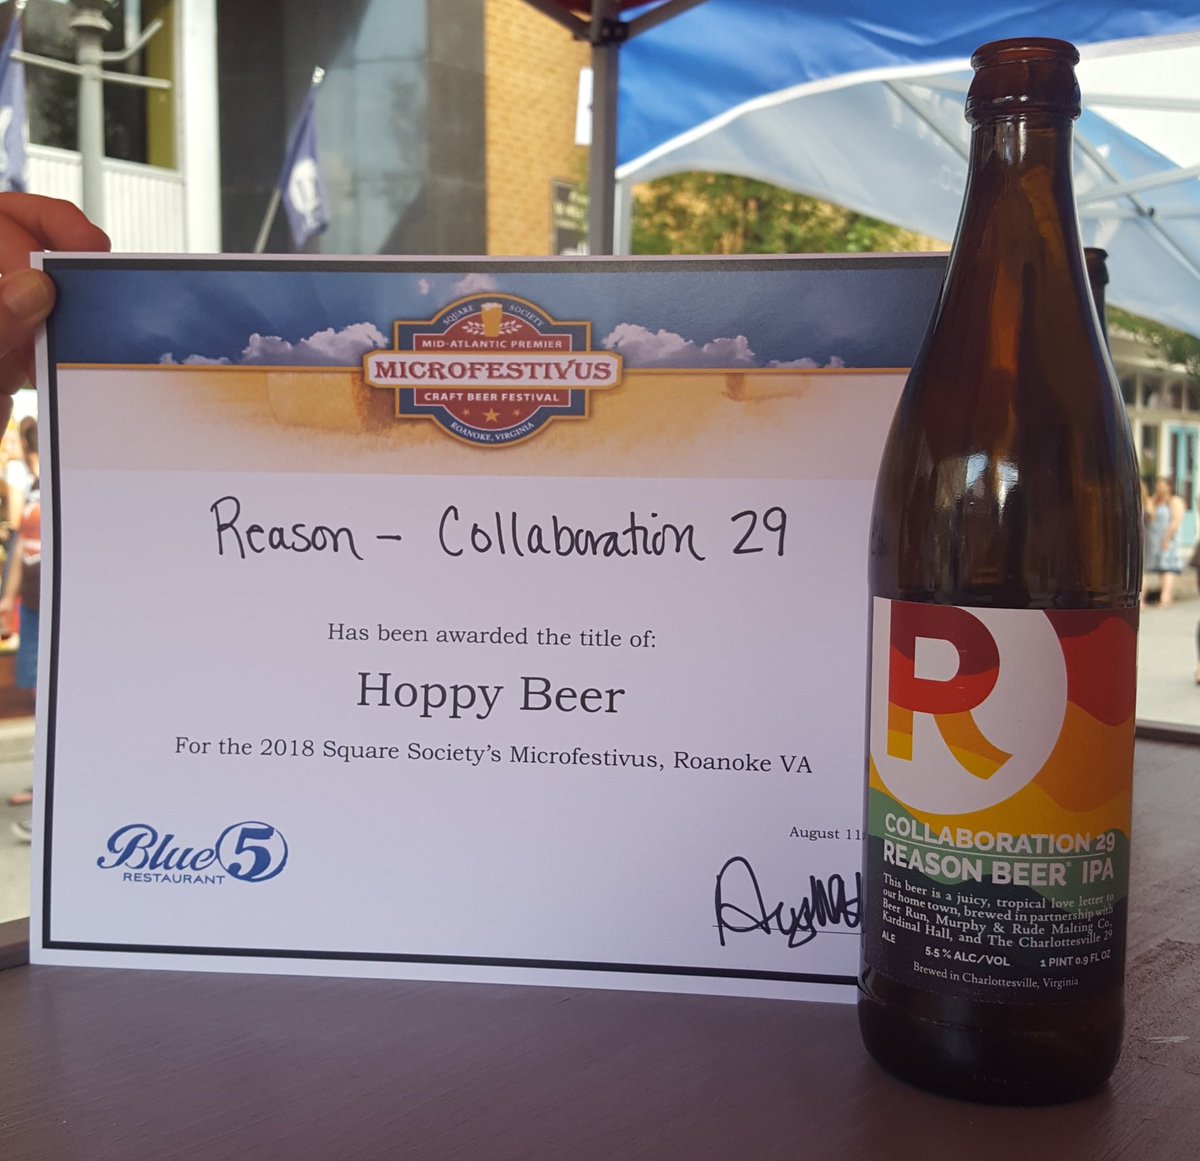 SQUARE SOCIETY
MID-ATLANTIC PREMIER
MICROFESTIVUS
CRAFT BEER FESTIVAL
ROANOKE, VIRGINIA
Reason - Collaboration 29
Has been awarded the title of:
Hoppy Beer
For the 2018 Square Society's Microfestivus, Roanoke VA
August 11
Blue 5
RESTAURANT
R
COLLABORATION 29
REASON BEER® IPA
This beer is a juicy, tropical love letter to
our home town, brewed in partnership with
Beer Run, Murphy & Rude Malting Co.,
Kardinal Hall, and The Charlottesville 29
ALE
5.5 % ALC/VOL
1 PINT 0.9 FL OZ
Brewed in Charlottesville, Virginia